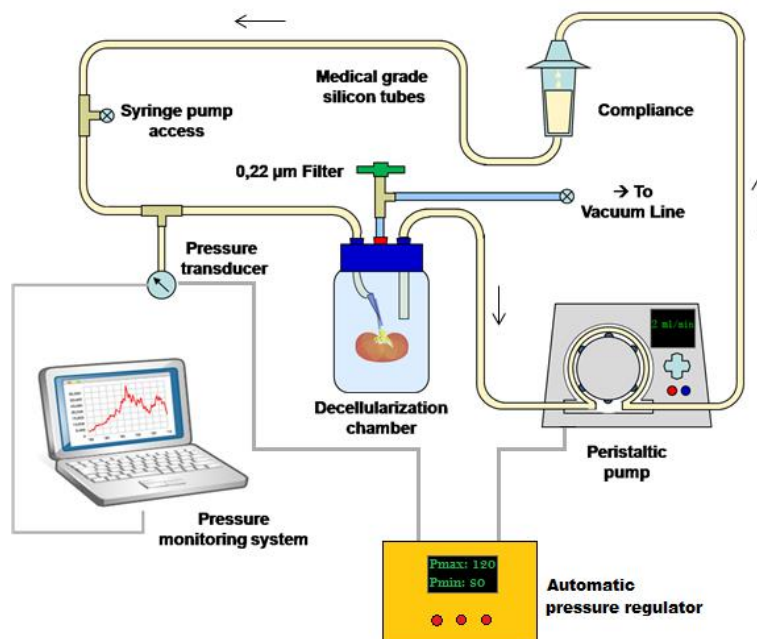 Medical grade
silicon tubes
Compliance
Syringe pump
access
0,22 µm Filter
→ To
Vacuum Line
Pressure
transducer
2 ml/min
Decellularization
chamber
Peristaltic
pump
Pressure
monitoring system
Pmax: 120
Pmin: 80
Automatic
pressure regulator